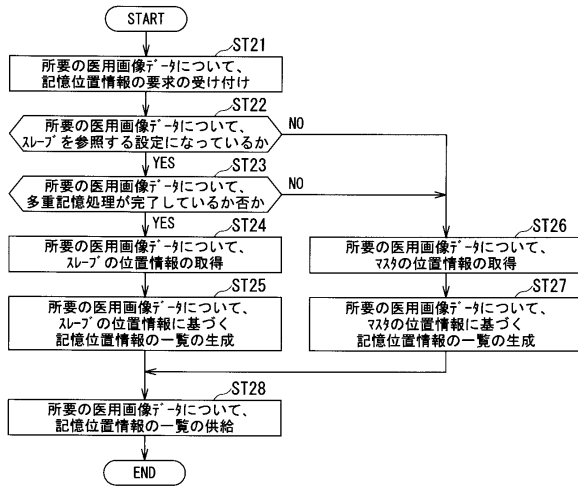 START
ST21
所要の医用画像データについて、
記憶位置情報の要求の受け付け
ST22
所要の医用画像データについて、
スレーブを参照する設定になっているか
NO
YES
ST23
所要の医用画像データについて、
多重記憶処理が完了しているか否か
NO
YES
ST24
所要の医用画像データについて、
スレーブの位置情報の取得
ST26
所要の医用画像データについて、
マスタの位置情報の取得
ST25
所要の医用画像データについて、
スレーブの位置情報に基づく
記憶位置情報の一覧の生成
ST27
所要の医用画像データについて、
マスタの位置情報に基づく
記憶位置情報の一覧の生成
ST28
所要の医用画像データについて、
記憶位置情報の一覧の供給
END